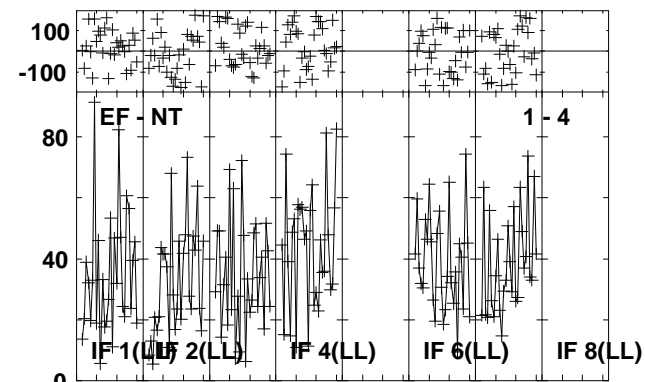 100
-100
EF - NT 1 - 4
80
40
IF 1(LL) IF 2(LL) IF 4(LL) IF 6(LL) IF 8(LL)
0